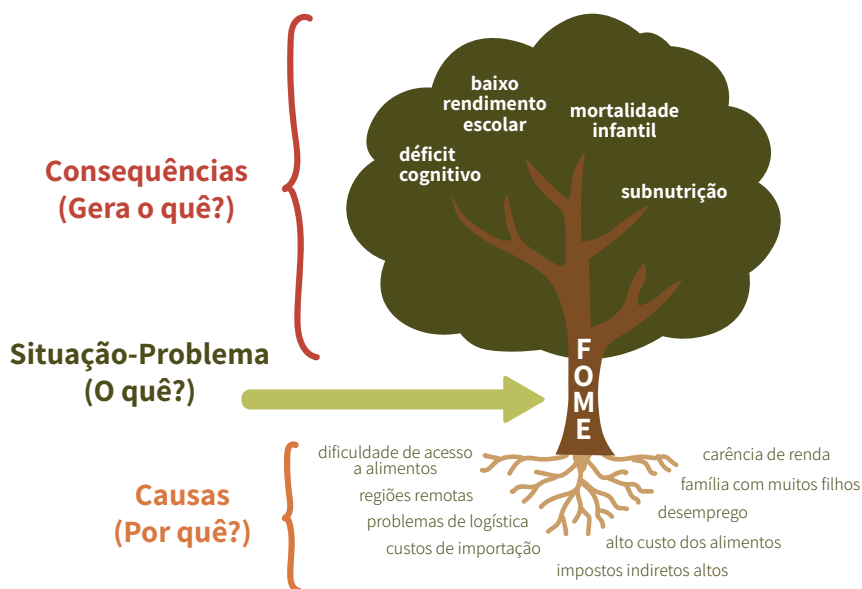 Consequências
(Gera o quê?)
baixo
rendimento
escolar
mortalidade
infantil
déficit
cognitivo
subnutrição
Situação-Problema
(O quê?)
FOME
Causas
(Por quê?)
dificuldade de acesso
a alimentos
regiões remotas
problemas de logística
custos de importação
carência de renda
família com muitos filhos
desemprego
alto custo dos alimentos
impostos indiretos altos